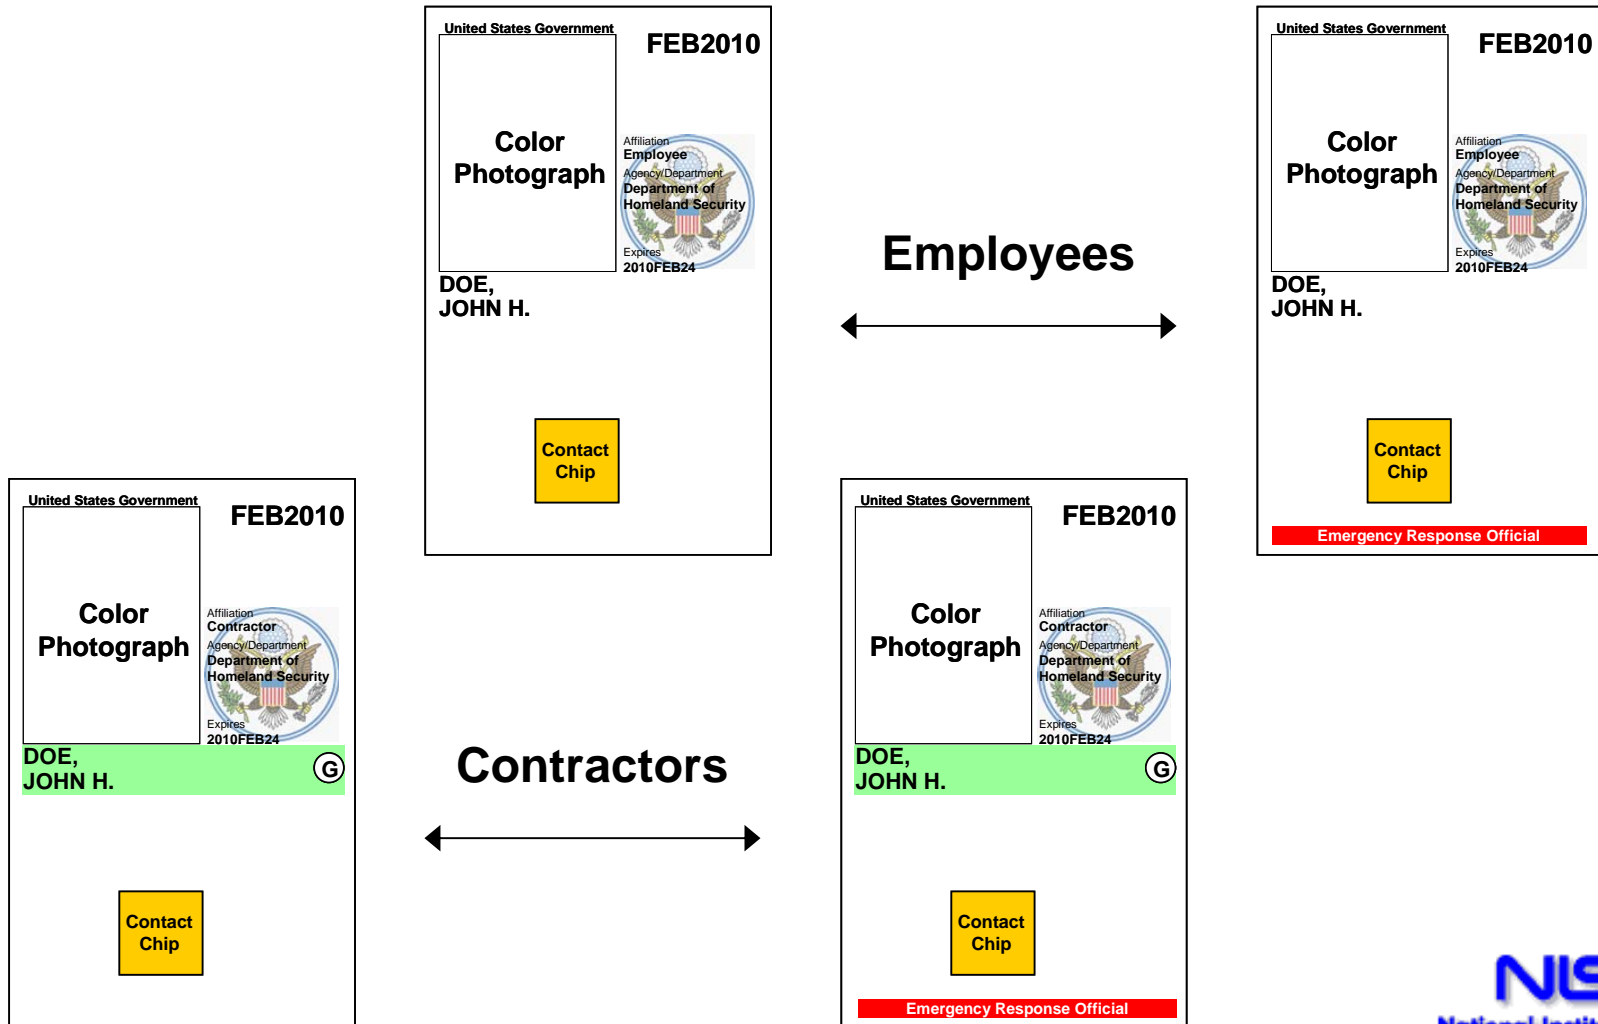 United States Government
FEB2010
Color
Photograph
Affiliation
Employee
Agency/Department
Department of
Homeland Security
Expires
2010FEB24
DOE,
JOHN H.
Contact
Chip
Employees
United States Government
FEB2010
Color
Photograph
Affiliation
Employee
Agency/Department
Department of
Homeland Security
Expires
2010FEB24
DOE,
JOHN H.
Contact
Chip
Emergency Response Official
United States Government
FEB2010
Color
Photograph
Affiliation
Contractor
Agency/Department
Department of
Homeland Security
Expires
2010FEB24
DOE,
JOHN H.
G
Contact
Chip
Contractors
United States Government
FEB2010
Color
Photograph
Affiliation
Contractor
Agency/Department
Department of
Homeland Security
Expires
2010FEB24
DOE,
JOHN H.
G
Contact
Chip
Emergency Response Official
NIS
National Institute